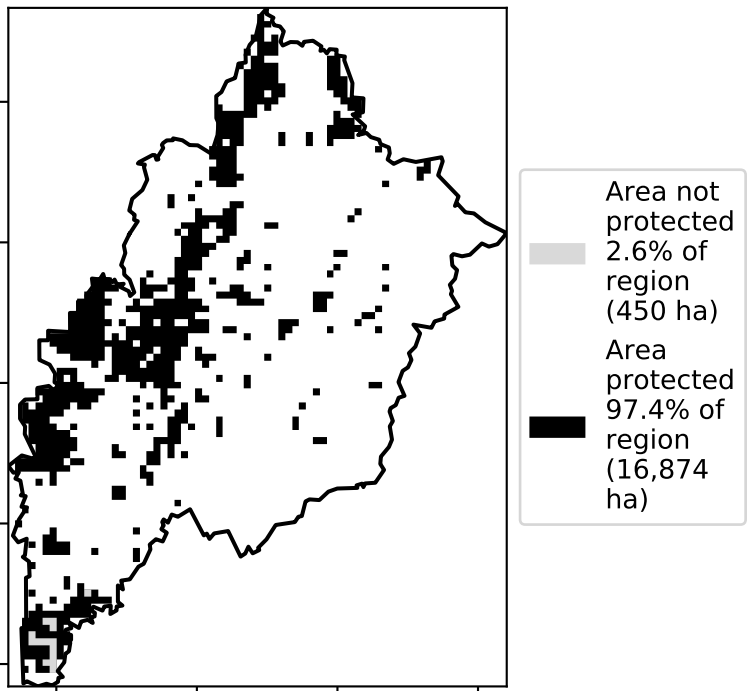 Area not
protected
2.6% of
region
(450 ha)
Area
protected
97.4% of
region
(16,874
ha)